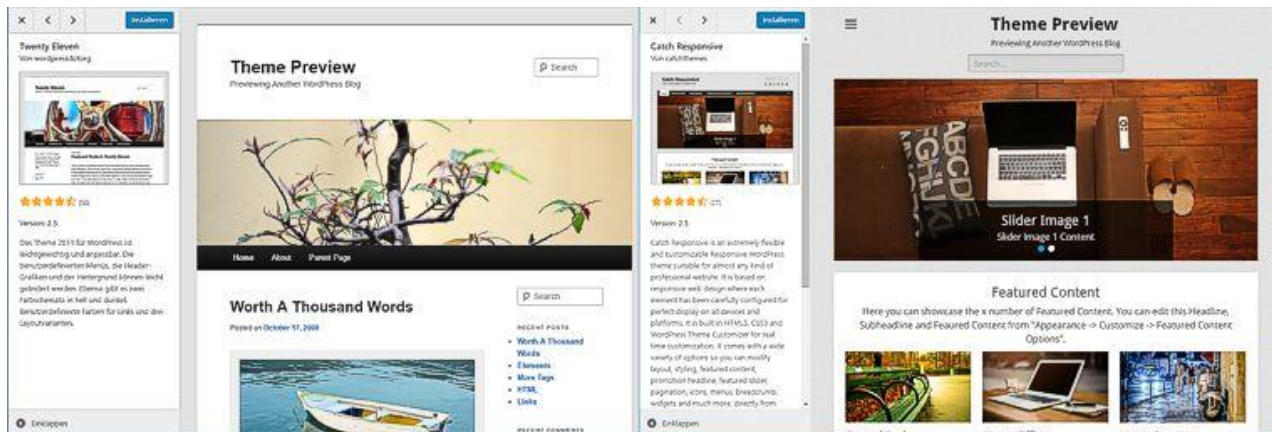 Installieren
Twenty Eleven
Von wordpressdotorg
Version: 2.5
Das Theme 2011 für WordPress ist
leichtgewichtig und anpassbar. Die
benutzerdefinierten Menüs, die Header-
Grafiken und der Hintergrund können leicht
geändert werden. Ebenso gibt es zwei
Farbschemata in hell und dunkel.
Benutzerdefinierte Farben für Links und drei
Layoutvarianten.
Einklappen
Theme Preview
Previewing Another WordPress Blog
Search
Home About Parent Page
Worth A Thousand Words
Posted on October 17, 2008
Search
RECENT POSTS
Worth A Thousand
Words
Elements
More Tags
HTML
Links
RECENT COMMENTS
Installieren
Catch Responsive
Von catchthemes
Version: 2.5
Catch Responsive is an extremely flexible
and customizable Responsive WordPress
theme suitable for almost any kind of
professional website. It is based on
responsive web design where each
element has been carefully configured for
perfect display on all devices and
platforms. It is built in HTML5, CSS3 and
WordPress Theme Customizer for real
time customization. It comes with a wide
variety of options so you can modify
layout, styling, featured content,
promotion headline, featured slider,
pagination, icons, menus, breadcrumb,
widgets and much more, directly from
Einklappen
Theme Preview
Previewing Another WordPress Blog
Search...
ABCDE
FGHIJK
Slider Image 1
Slider Image 1 Content
Featured Content
Here you can showcase the x number of Featured Content. You can edit this Headline,
Subheadline and Feaured Content from "Appearance -> Customize -> Featured Content
Options".